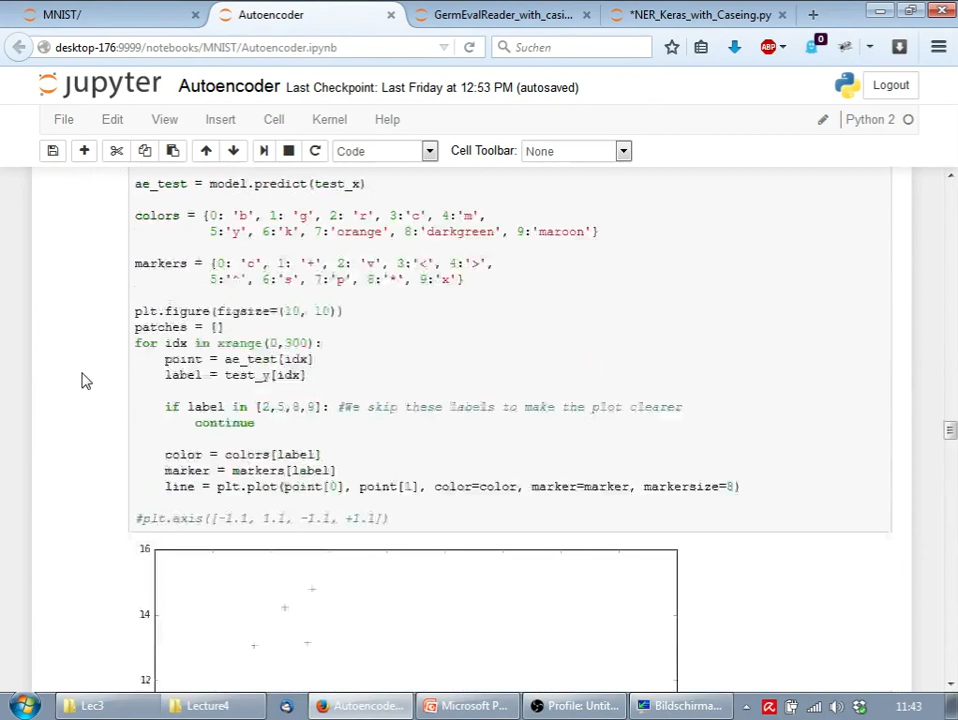 MNIST/
Autoencoder
GermEvalReader_with_casi...
*NER_Keras_with_Caseing.py
desktop-176:9999/notebooks/MNIST/Autoencoder.ipynb
Suchen
ABP
0
jupyter Autoencoder Last Checkpoint: Last Friday at 12:53 PM (autosaved)
Logout
File Edit View Insert Cell Kernel Help
Python 2
Code
Cell Toolbar: None
ae_test = model.predict(test_x)
colors = {0: 'b', 1: 'g', 2: 'r', 3:'c', 4:'m',
5:'y', 6:'k', 7:'orange', 8:'darkgreen', 9:'maroon'}
markers = {0: 'o', 1: '+', 2: 'v', 3:'<', 4:'>',
5:'^', 6:'s', 7:'p', 8:'*', 9:'x'}
plt.figure(figsize=(10, 10))
patches = []
for idx in xrange(0,300):
point = ae_test[idx]
label = test_y[idx]
if label in [2,5,8,9]: #We skip these labels to make the plot clearer
continue
color = colors[label]
marker = markers[label]
line = plt.plot(point[0], point[1], color=color, marker=marker, markersize=8)
#plt.axis([-1.1, 1.1, -1.1, +1.1])
16
14
12
Lec3
Lecture4
Autoencode...
Microsoft P...
Profile: Untit...
Bildschirma...
11:43